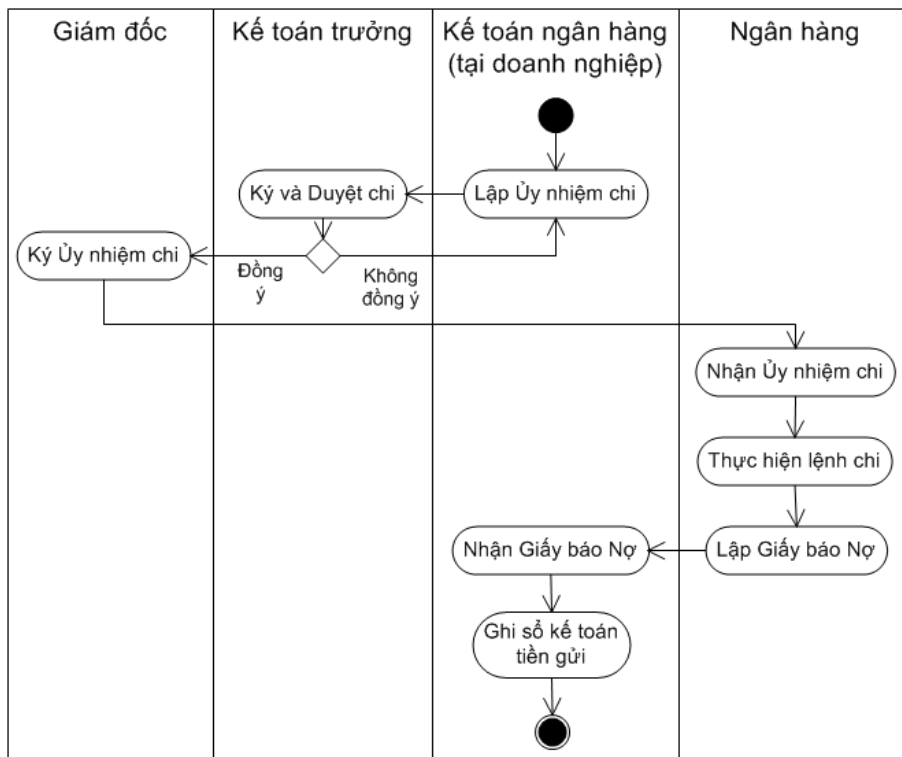 Giám đốc
Kế toán trưởng
Kế toán ngân hàng
(tại doanh nghiệp)
Ngân hàng
Ký và Duyệt chi
Lập Ủy nhiệm chi
Ký Ủy nhiệm chi
Đồng
ý
Không
đồng ý
Nhận Ủy nhiệm chi
Thực hiện lệnh chi
Nhận Giấy báo Nợ
Lập Giấy báo Nợ
Ghi sổ kế toán
tiền gửi